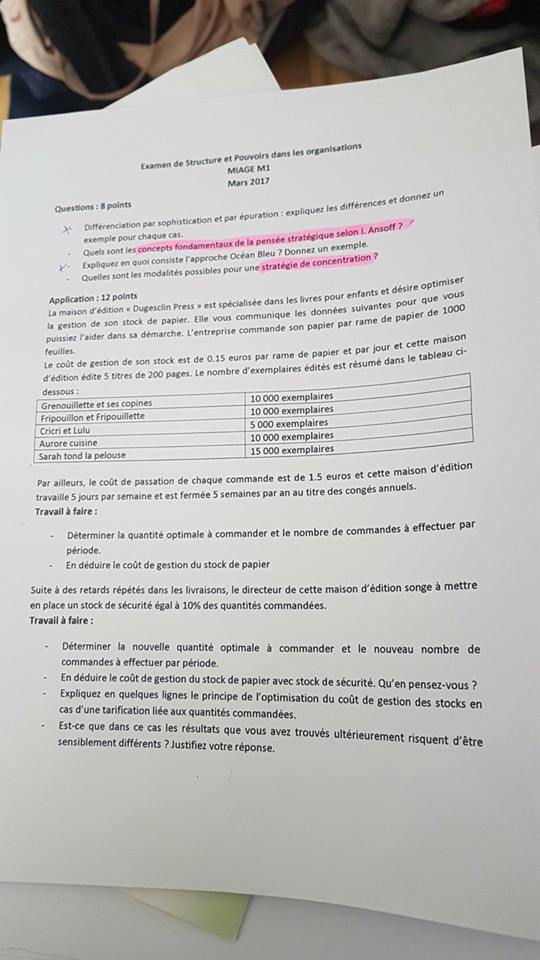 Examen de Structure et Pouvoirs dans les organisations
MIAGE M1
Mars 2017
Questions : 8 points
X - Différenciation par sophistication et par épuration : expliquez les différences et donnez un
exemple pour chaque cas.
- Quels sont les concepts fondamentaux de la pensée stratégique selon I. Ansoff ?
X - Expliquez en quoi consiste l'approche Océan Bleu ? Donnez un exemple.
- Quelles sont les modalités possibles pour une stratégie de concentration ?
Application : 12 points
La maison d'édition « Dugesclin Press » est spécialisée dans les livres pour enfants et désire optimiser
la gestion de son stock de papier. Elle vous communique les données suivantes pour que vous
puissiez l'aider dans sa démarche. L'entreprise commande son papier par rame de papier de 1000
feuilles.
Le coût de gestion de son stock est de 0.15 euros par rame de papier et par jour et cette maison
d'édition édite 5 titres de 200 pages. Le nombre d'exemplaires édités est résumé dans le tableau ci-
dessous :
Grenouillette et ses copines 10 000 exemplaires
Fripouillon et Fripouillette 10 000 exemplaires
Cricri et Lulu 5 000 exemplaires
Aurore cuisine 10 000 exemplaires
Sarah tond la pelouse 15 000 exemplaires
Par ailleurs, le coût de passation de chaque commande est de 1.5 euros et cette maison d'édition
travaille 5 jours par semaine et est fermée 5 semaines par an au titre des congés annuels.
Travail à faire :
- Déterminer la quantité optimale à commander et le nombre de commandes à effectuer par
période.
- En déduire le coût de gestion du stock de papier
Suite à des retards répétés dans les livraisons, le directeur de cette maison d'édition songe à mettre
en place un stock de sécurité égal à 10% des quantités commandées.
Travail à faire :
- Déterminer la nouvelle quantité optimale à commander et le nouveau nombre de
commandes à effectuer par période.
- En déduire le coût de gestion du stock de papier avec stock de sécurité. Qu'en pensez-vous ?
- Expliquez en quelques lignes le principe de l'optimisation du coût de gestion des stocks en
cas d'une tarification liée aux quantités commandées.
- Est-ce que dans ce cas les résultats que vous avez trouvés ultérieurement risquent d'être
sensiblement différents ? Justifiez votre réponse.